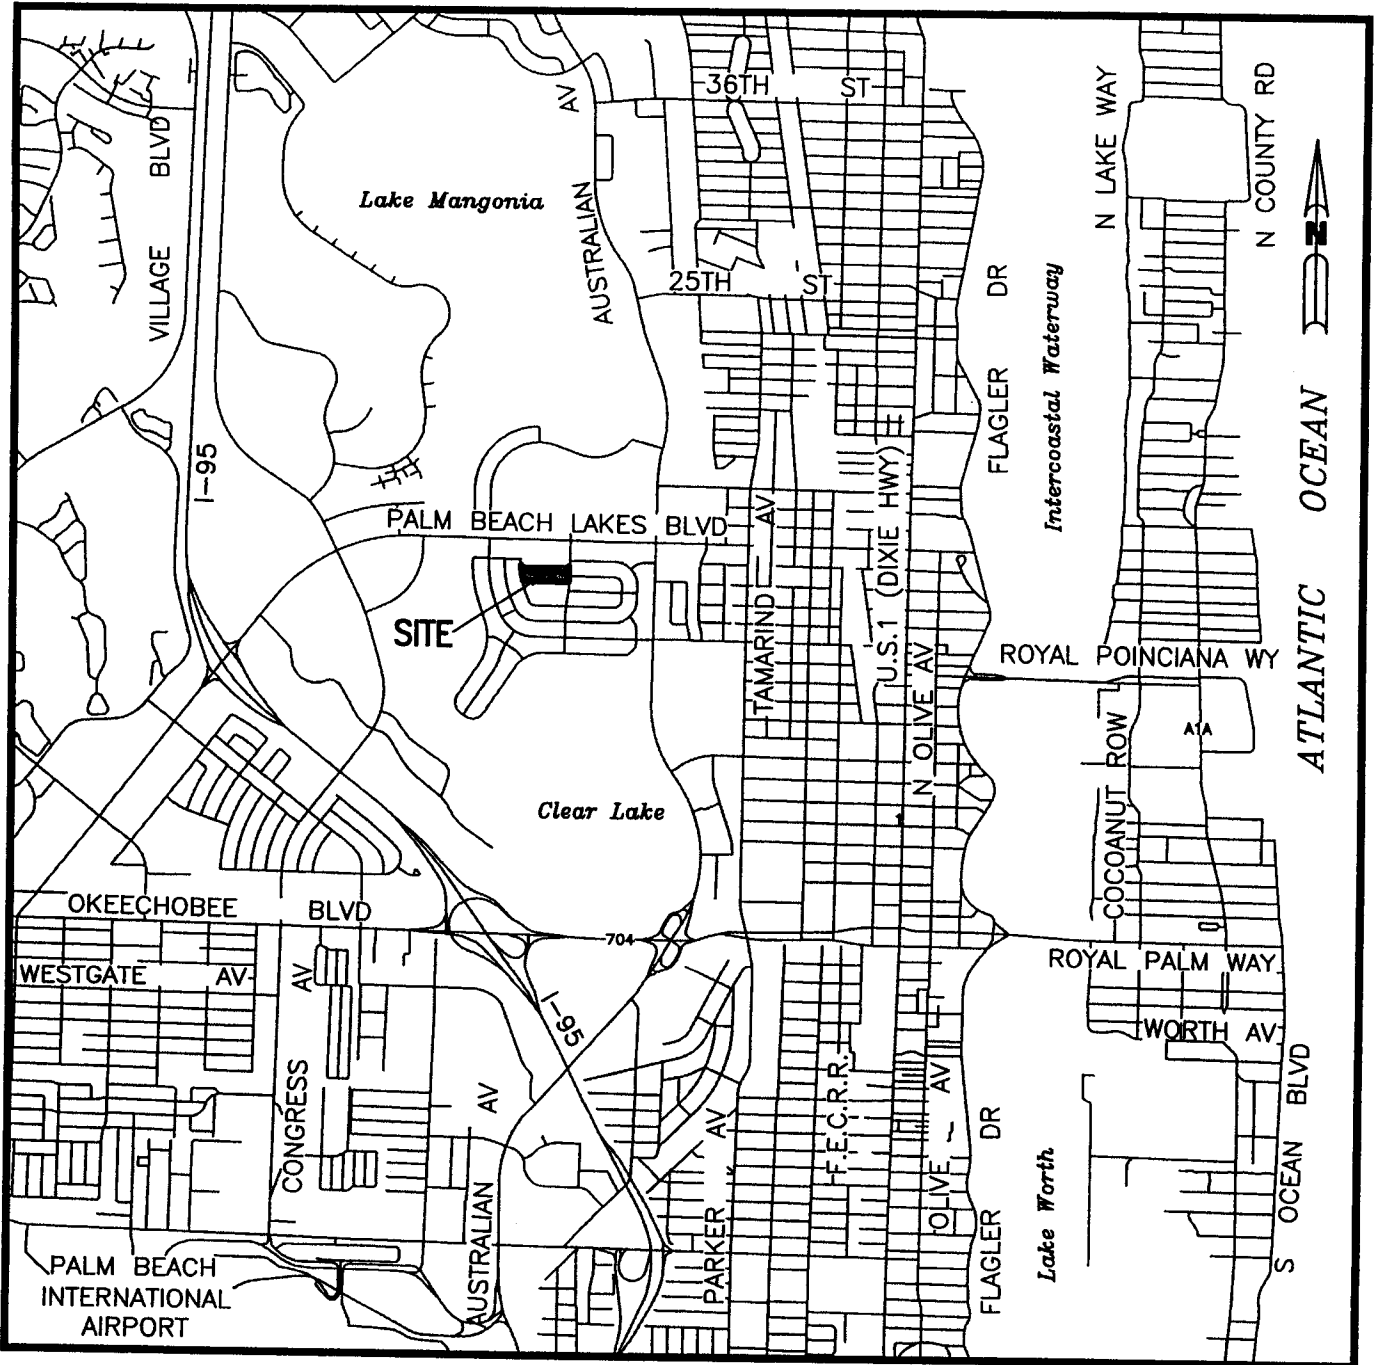 36TH ST
AV
N LAKE WAY
N COUNTY RD
VILLAGE BLVD
Lake Mangonia
AUSTRALIAN
N
25TH ST
FLAGLER DR
Intercoastal Waterway
ATLANTIC OCEAN
I-95
PALM BEACH LAKES BLVD
TAMARIND AV
U.S.1 (DIXIE HWY)
SITE
N OLIVE AV
ROYAL POINCIANA WY
A1A
COCOANUT ROW
Clear Lake
OKEECHOBEE BLVD
704
ROYAL PALM WAY
WESTGATE AV
I-95
WORTH AV
CONGRESS AV
AUSTRALIAN AV
PARKER AV
F.E.C.R.R.
OLIVE AV
FLAGLER DR
Lake Worth
S OCEAN BLVD
PALM BEACH
INTERNATIONAL
AIRPORT